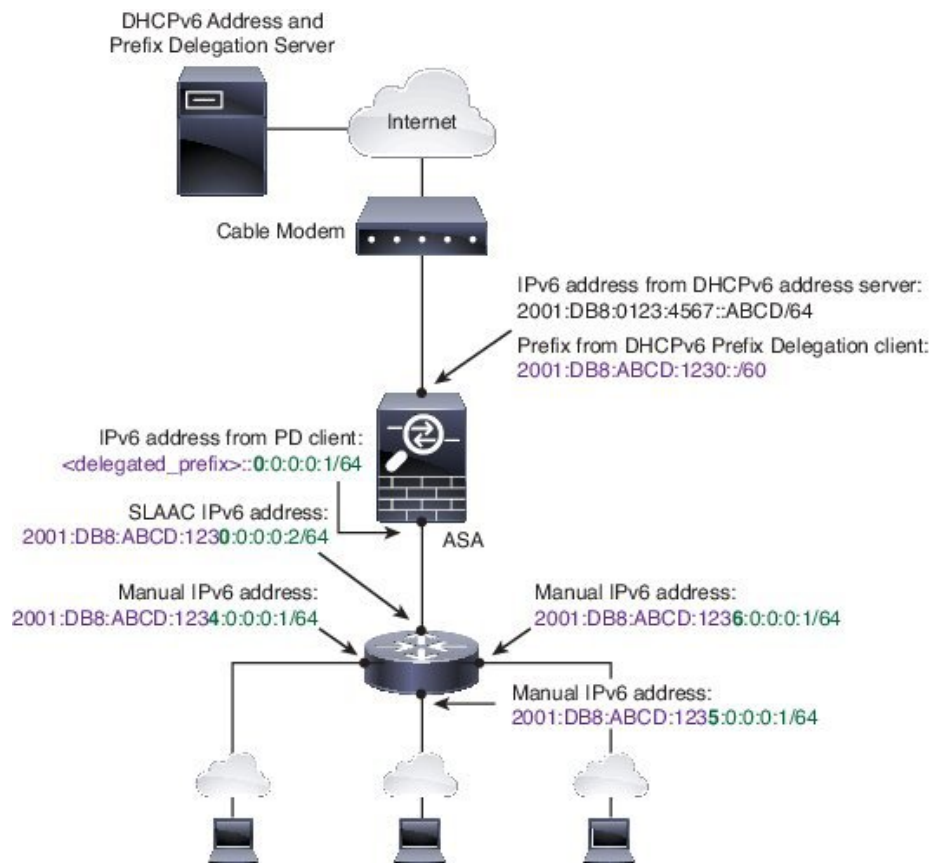 DHCPv6 Address and
Prefix Delegation Server
Internet
Cable Modem
IPv6 address from DHCPv6 address server:
2001:DB8:0123:4567::ABCD/64
Prefix from DHCPv6 Prefix Delegation client:
2001:DB8:ABCD:1230::/60
IPv6 address from PD client:
<delegated_prefix>::0:0:0:0:1/64
SLAAC IPv6 address:
2001:DB8:ABCD:1230:0:0:0:2/64
ASA
Manual IPv6 address:
2001:DB8:ABCD:1234:0:0:0:1/64
Manual IPv6 address:
2001:DB8:ABCD:1236:0:0:0:1/64
Manual IPv6 address:
2001:DB8:ABCD:1235:0:0:0:1/64